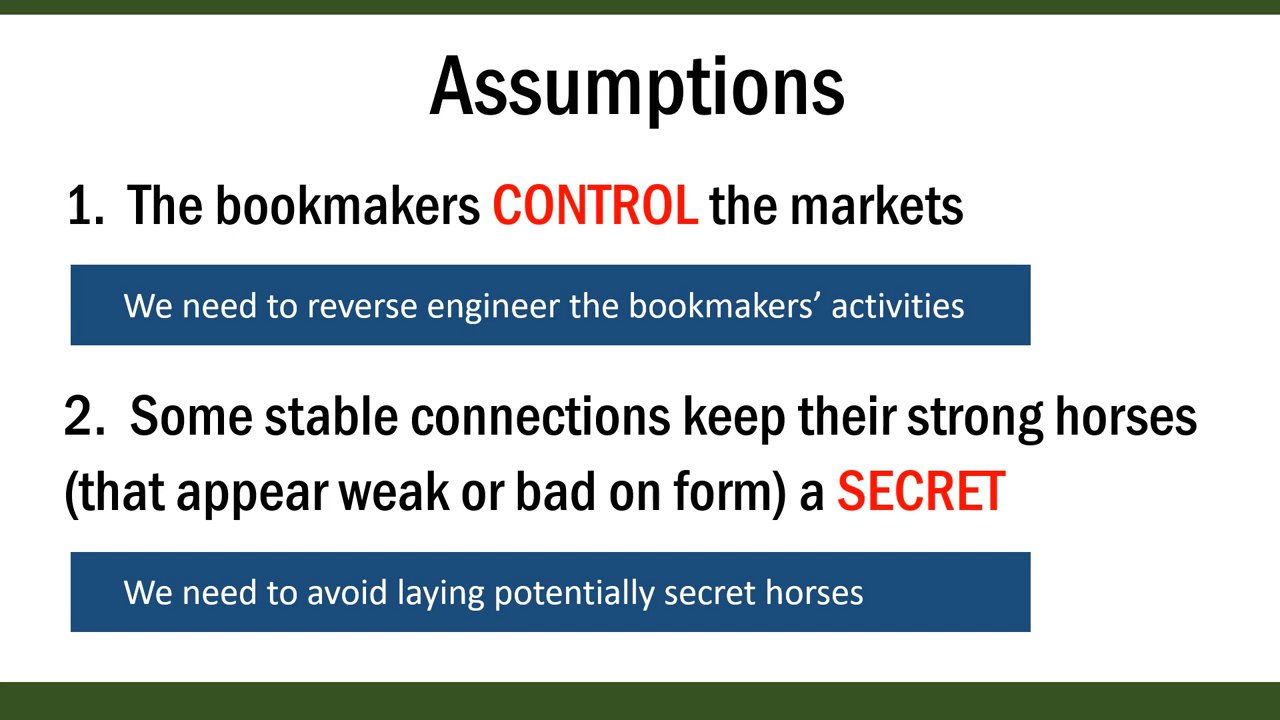 Assumptions
1. The bookmakers CONTROL the markets
We need to reverse engineer the bookmakers’ activities
2. Some stable connections keep their strong horses
(that appear weak or bad on form) a SECRET
We need to avoid laying potentially secret horses